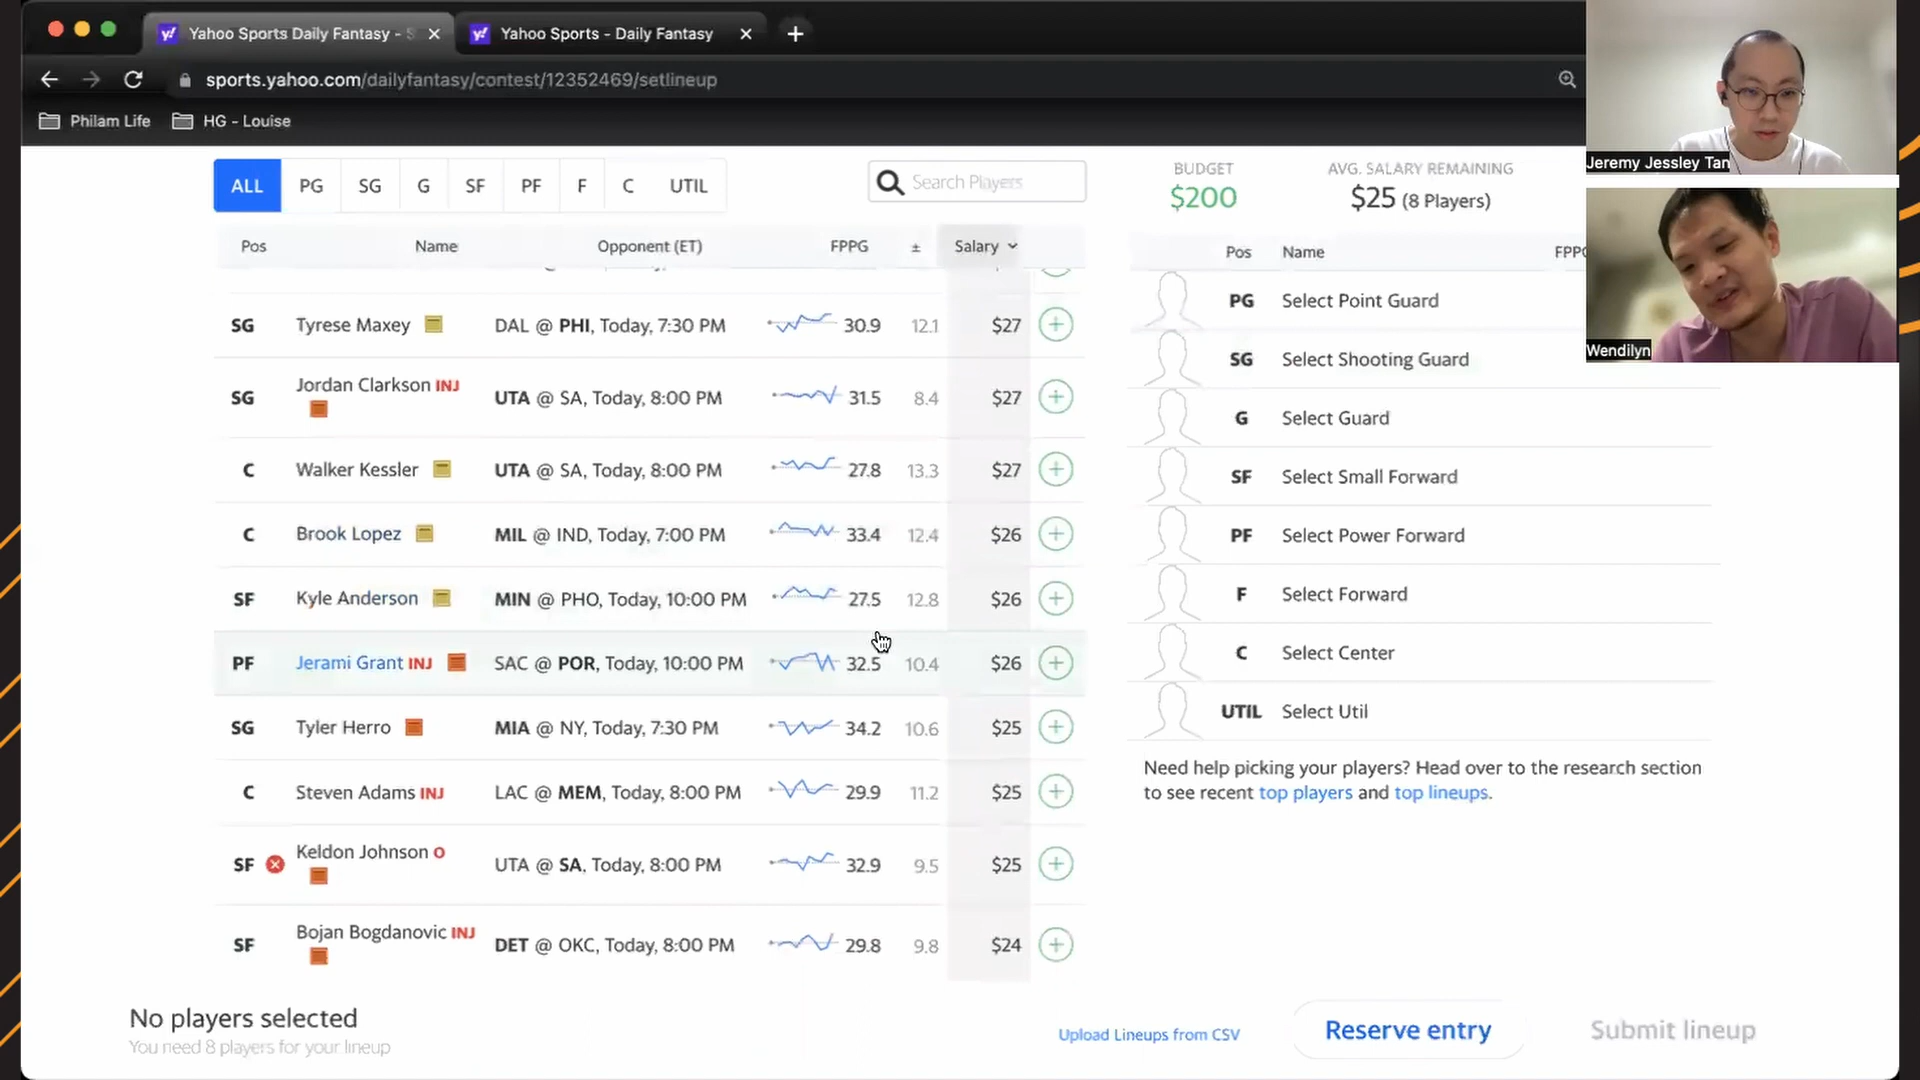 Yahoo Sports Daily Fantasy - S
Yahoo Sports - Daily Fantasy
sports.yahoo.com/dailyfantasy/contest/12352469/setlineup
Philam Life
HG - Louise
Jeremy Jessley Tan
Wendilyn
ALL PG SG G SF PF F C UTIL
Search Players
BUDGET
$200
AVG. SALARY REMAINING
$25 (8 Players)
Pos Name Opponent (ET) FPPG ± Salary
SG Tyrese Maxey DAL @ PHI, Today, 7:30 PM 30.9 12.1 $27
SG Jordan Clarkson INJ UTA @ SA, Today, 8:00 PM 31.5 8.4 $27
C Walker Kessler UTA @ SA, Today, 8:00 PM 27.8 13.3 $27
C Brook Lopez MIL @ IND, Today, 7:00 PM 33.4 12.4 $26
SF Kyle Anderson MIN @ PHO, Today, 10:00 PM 27.5 12.8 $26
PF Jerami Grant INJ SAC @ POR, Today, 10:00 PM 32.5 10.4 $26
SG Tyler Herro MIA @ NY, Today, 7:30 PM 34.2 10.6 $25
C Steven Adams INJ LAC @ MEM, Today, 8:00 PM 29.9 11.2 $25
SF Keldon Johnson O UTA @ SA, Today, 8:00 PM 32.9 9.5 $25
SF Bojan Bogdanovic INJ DET @ OKC, Today, 8:00 PM 29.8 9.8 $24
Pos Name FPPG
PG Select Point Guard
SG Select Shooting Guard
G Select Guard
SF Select Small Forward
PF Select Power Forward
F Select Forward
C Select Center
UTIL Select Util
Need help picking your players? Head over to the research section
to see recent top players and top lineups.
No players selected
You need 8 players for your lineup
Upload Lineups from CSV
Reserve entry
Submit lineup